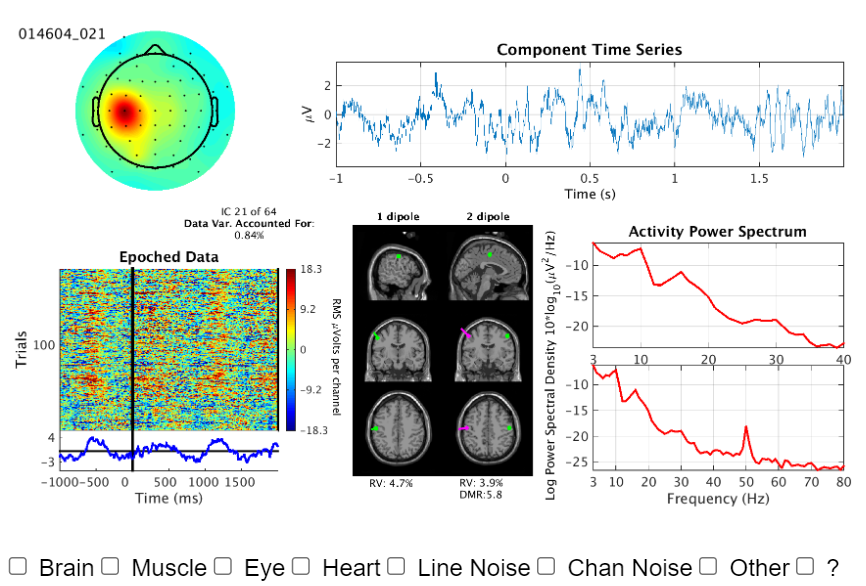 014604_021
Component Time Series
μV
2
0
−2
-1 -0.5 0 0.5 1 1.5
Time (s)
IC 21 of 64
Data Var. Accounted For:
0.84%
Epoched Data
Trials
100
18.3
9.2
0
−9.2
−18.3
RMS μVolts per channel
4
−3
−1000−500 0 500 1000 1500
Time (ms)
1 dipole 2 dipole
RV: 4.7% RV: 3.9%
DMR:5.8
Activity Power Spectrum
Log Power Spectral Density 10*log10(μV2/Hz)
−10
−15
−20
3 10 20 30 40
−10
−15
−20
−25
3 10 20 30 40 50 60 70 80
Frequency (Hz)
Brain Muscle Eye Heart Line Noise Chan Noise Other ?